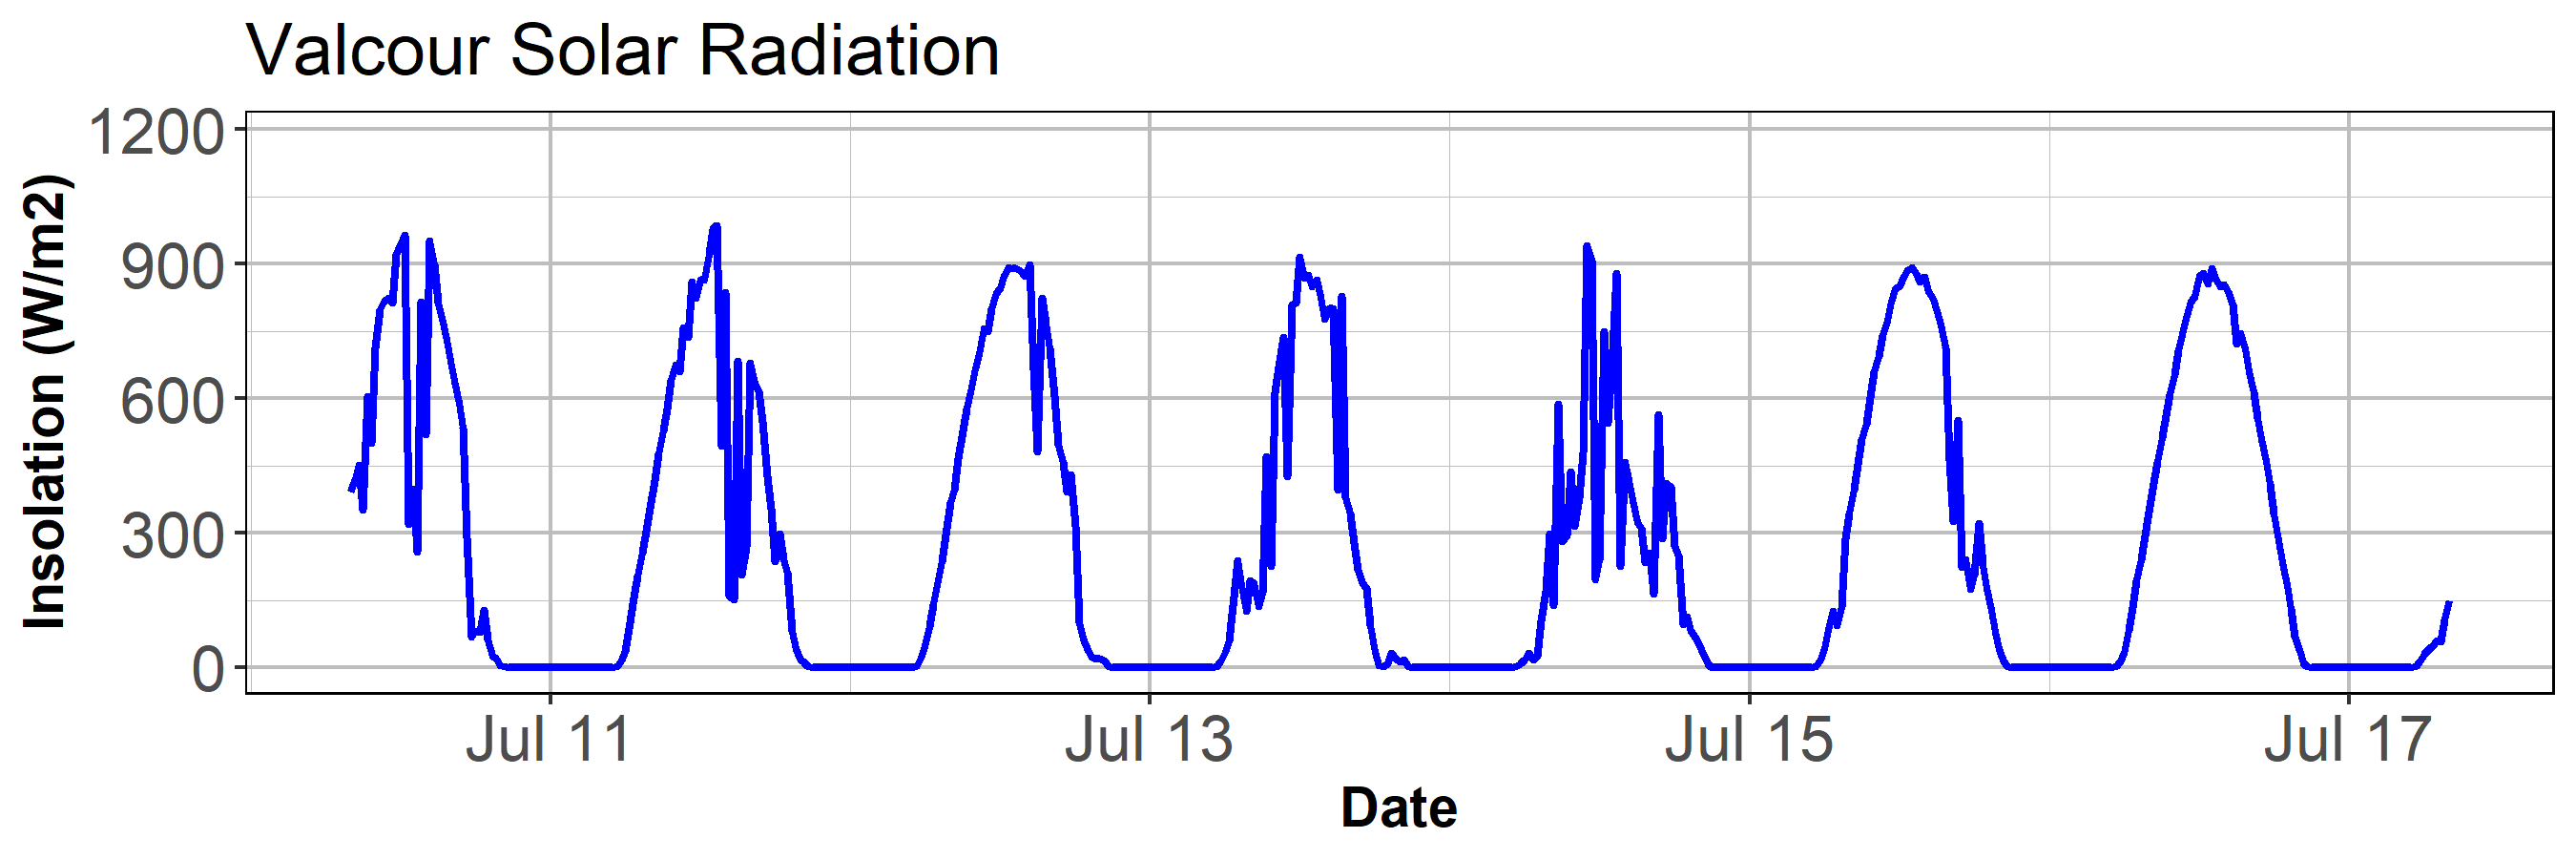 Valcour Solar Radiation
Insolation (W/m2)
1200
900
600
300
0
Jul 11
Jul 13
Jul 15
Jul 17
Date